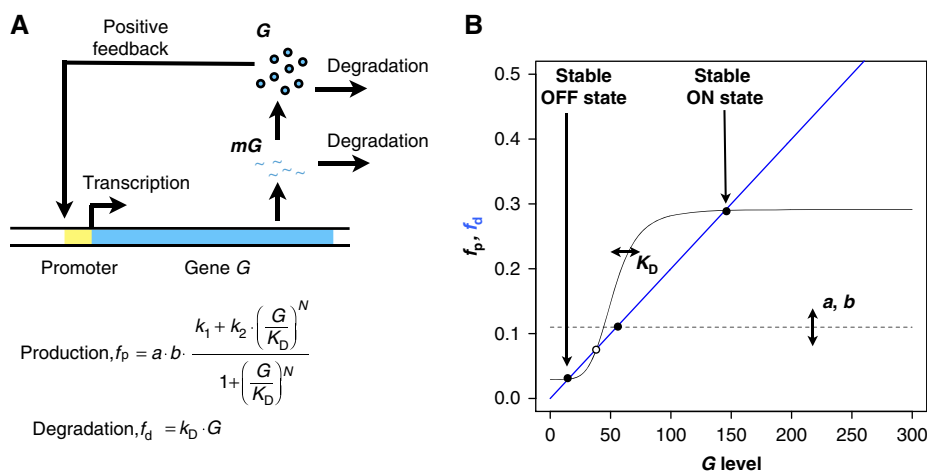 A
Positive
feedback
G
Degradation
mG
Degradation
Transcription
Promoter
Gene G
Production, fp = a·b· (k1 + k2·(G/KD)^N) / (1+(G/KD)^N)
Degradation, fd = kD·G
B
Stable
OFF state
Stable
ON state
0.5
0.4
0.3
0.2
0.1
0.0
fp, fd
KD
a, b
0 50 100 150 200 250 300
G level